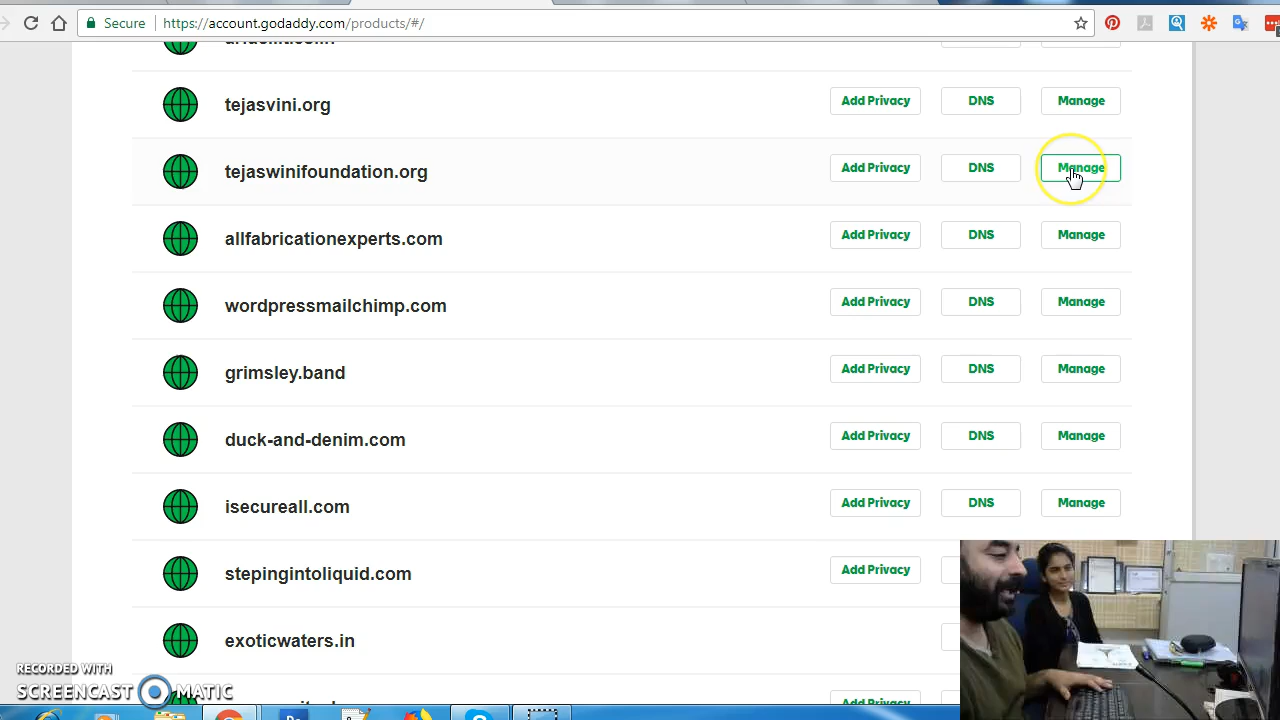 Secure https://account.godaddy.com/products/#/
tejasvini.org Add Privacy DNS Manage
tejaswinifoundation.org Add Privacy DNS Manage
allfabricationexperts.com Add Privacy DNS Manage
wordpressmailchimp.com Add Privacy DNS Manage
grimsley.band Add Privacy DNS Manage
duck-and-denim.com Add Privacy DNS Manage
isecureall.com Add Privacy DNS Manage
stepingintoliquid.com Add Privacy
exoticwaters.in
Add Privacy
RECORDED WITH
SCREENCAST MATIC